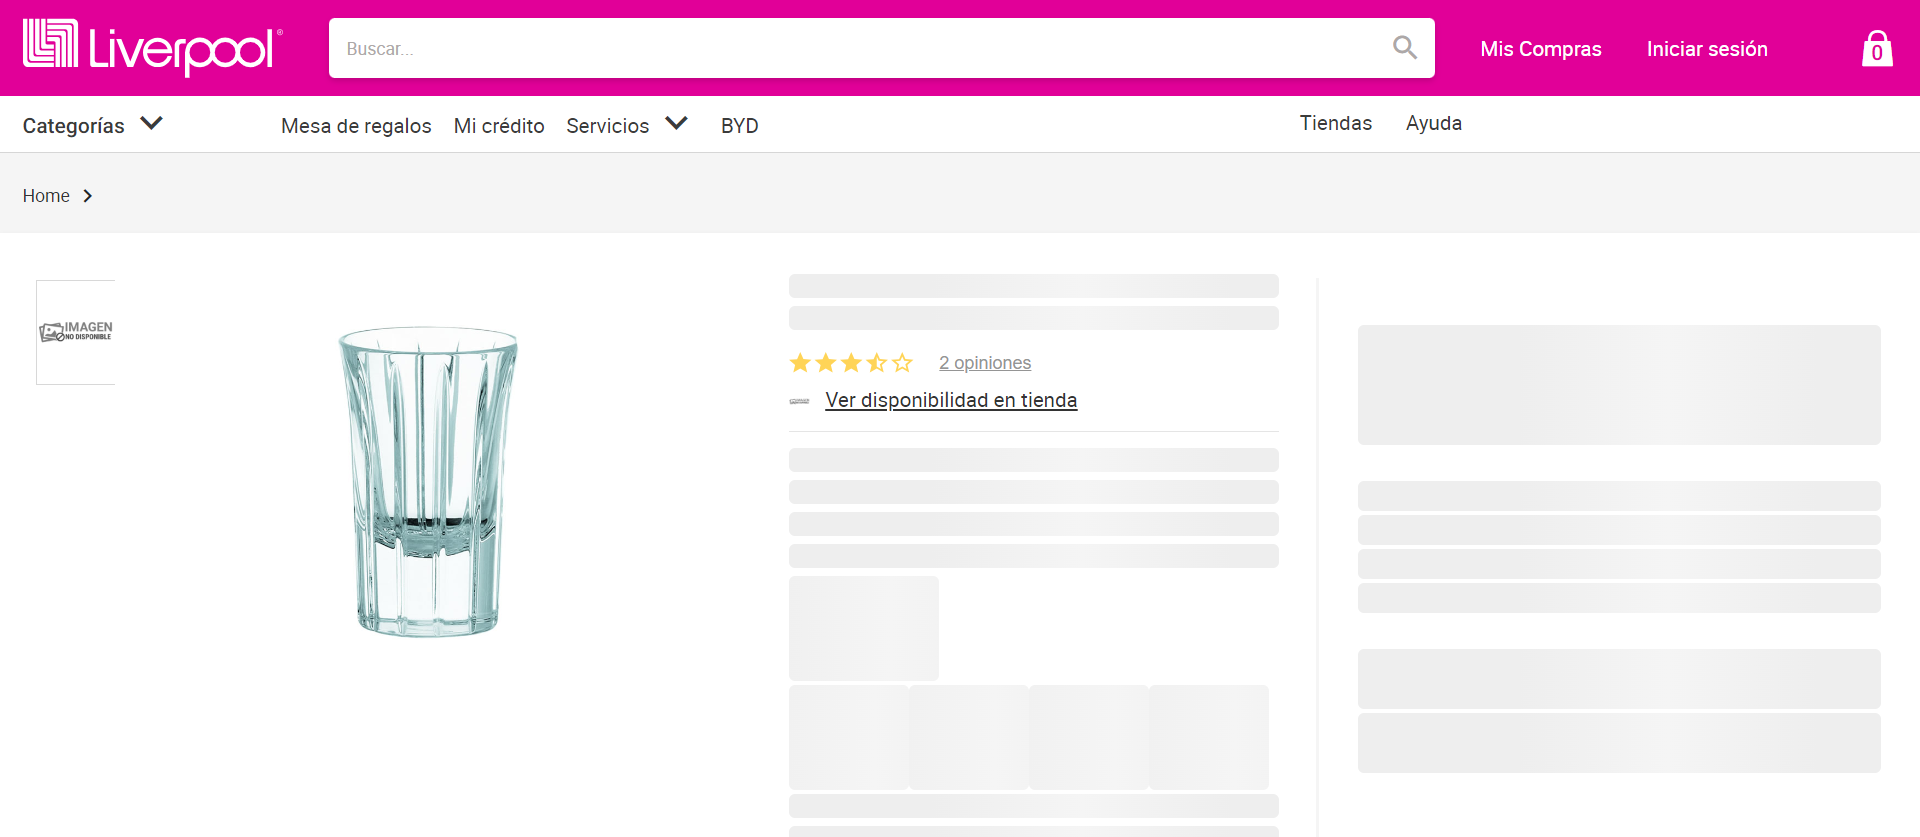 Liverpool®
Buscar...
Mis Compras
Iniciar sesión
0
Categorías
Mesa de regalos
Mi crédito
Servicios
BYD
Tiendas
Ayuda
Home
IMAGEN
NO DISPONIBLE
2 opiniones
Ver disponibilidad en tienda